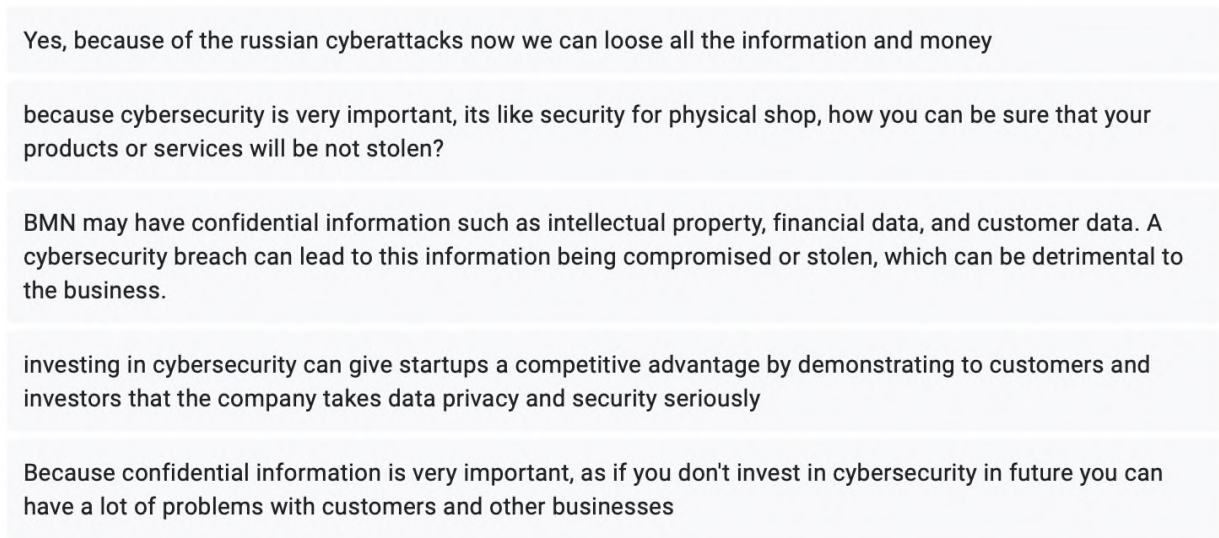 Yes, because of the russian cyberattacks now we can loose all the information and money
because cybersecurity is very important, its like security for physical shop, how you can be sure that your
products or services will be not stolen?
BMN may have confidential information such as intellectual property, financial data, and customer data. A
cybersecurity breach can lead to this information being compromised or stolen, which can be detrimental to
the business.
investing in cybersecurity can give startups a competitive advantage by demonstrating to customers and
investors that the company takes data privacy and security seriously
Because confidential information is very important, as if you don't invest in cybersecurity in future you can
have a lot of problems with customers and other businesses